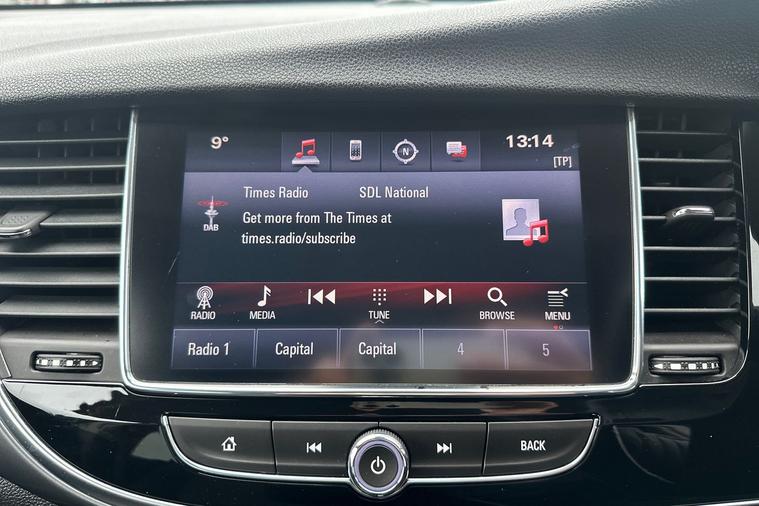 9°
N
13:14
[TP]
Times Radio
SDL National
DAB
Get more from The Times at
times.radio/subscribe
RADIO
MEDIA
TUNE
BROWSE
MENU
Radio 1
Capital
Capital
4
5
BACK